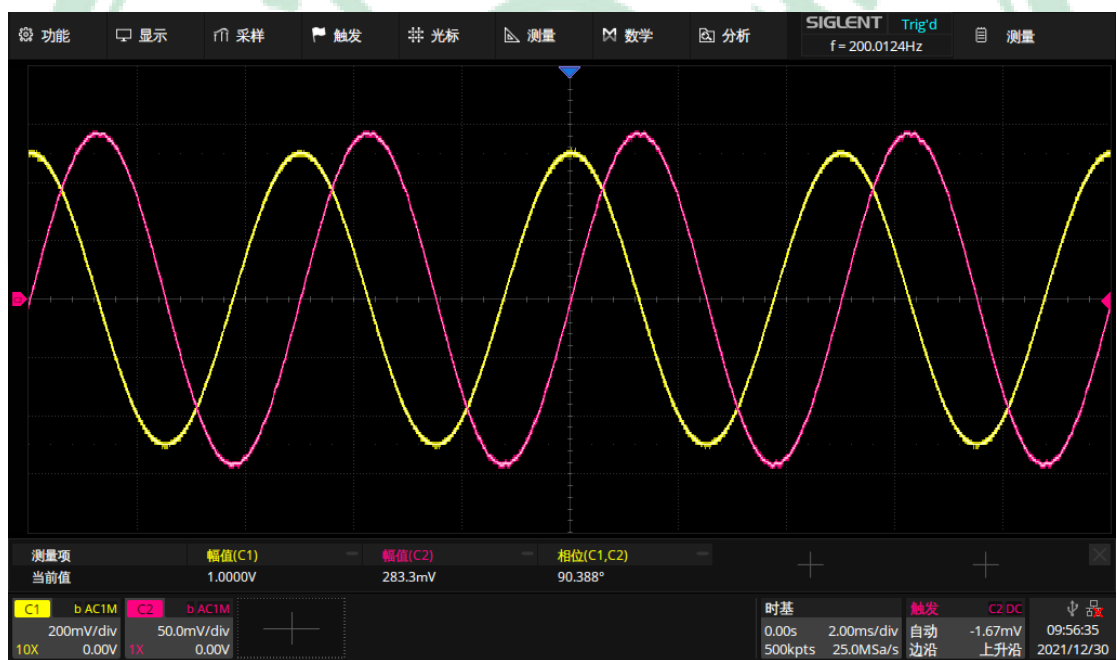 功能 显示 采样 触发 光标 测量 数学 分析 SIGLENT Trig'd 测量
f = 200.0124Hz
测量项 幅值(C1) 幅值(C2) 相位(C1,C2)
当前值 1.0000V 283.3mV 90.388°
C1 b AC1M C2 b AC1M 时基 触发 C2 DC
200mV/div 50.0mV/div 0.00s 2.00ms/div 自动 -1.67mV 09:56:35
10X 0.00V 1X 0.00V 500kpts 25.0MSa/s 边沿 上升沿 2021/12/30